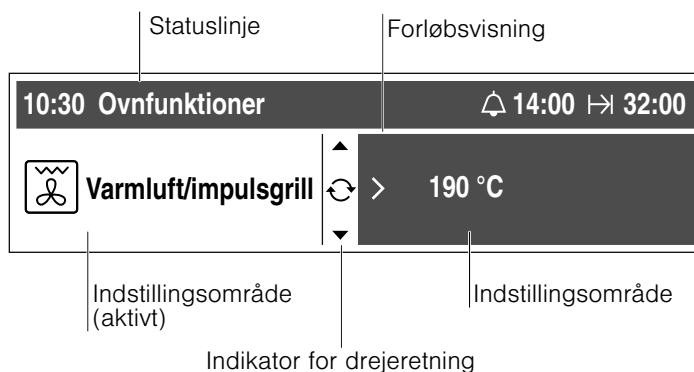 Statuslinje
Forløbsvisning
10:30 Ovnfunktioner 14:00 32:00
Varmluft/impulsgrill 190 °C
Indstillingsområde
(aktivt)
Indstillingsområde
Indikator for drejeretning